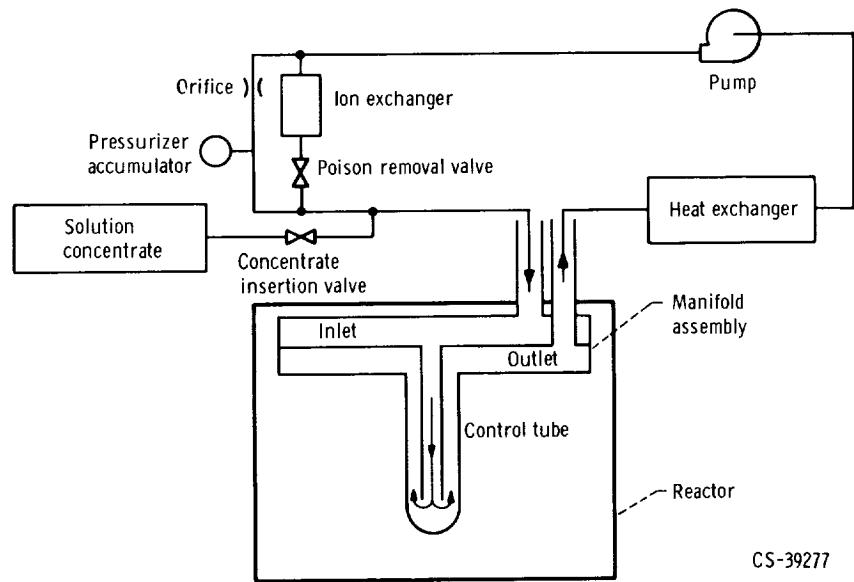 Pump
Orifice
Ion exchanger
Pressurizer
accumulator
Poison removal valve
Solution
concentrate
Heat exchanger
Concentrate
insertion valve
Inlet
Outlet
Manifold
assembly
Control tube
Reactor
CS-39277